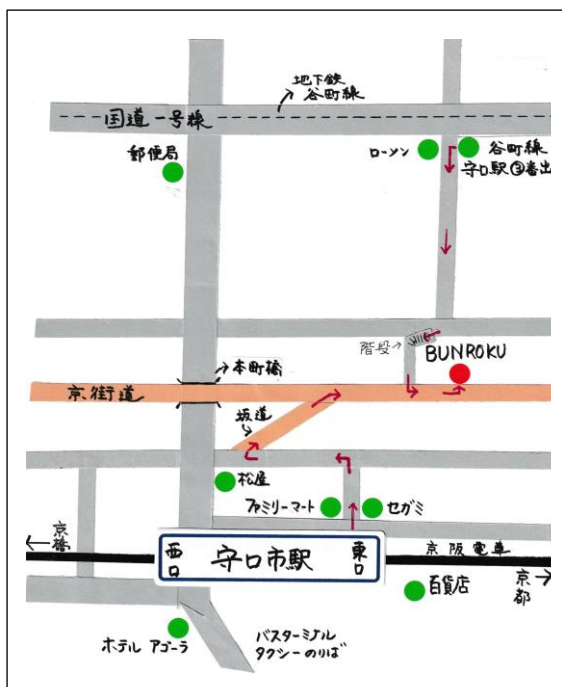 地下鉄
谷町線
国道一号線
郵便局
ローソン
谷町線
守口駅③番出
階段
BUNROKU
本町橋
京街道
坂道
松屋
ファミリーマート
セガミ
京橋
西口
守口市駅
東口
京阪電車
京都
百貨店
ホテル アゴーラ
バスターミナル
タクシーのりば